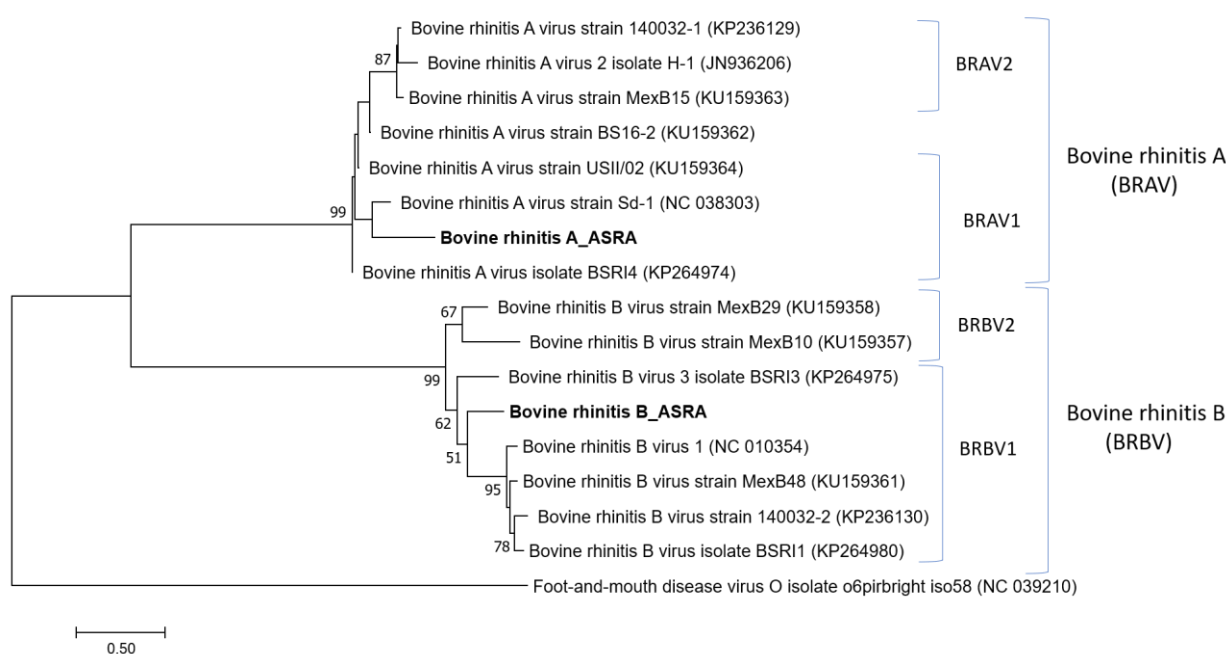 Bovine rhinitis A virus strain 140032-1 (KP236129)
87
Bovine rhinitis A virus 2 isolate H-1 (JN936206)
BRAV2
Bovine rhinitis A virus strain MexB15 (KU159363)
Bovine rhinitis A virus strain BS16-2 (KU159362)
Bovine rhinitis A
(BRAV)
Bovine rhinitis A virus strain USII/02 (KU159364)
Bovine rhinitis A virus strain Sd-1 (NC 038303)
99
BRAV1
Bovine rhinitis A_ASRA
Bovine rhinitis A virus isolate BSRI4 (KP264974)
Bovine rhinitis B virus strain MexB29 (KU159358)
67
BRBV2
Bovine rhinitis B virus strain MexB10 (KU159357)
99
Bovine rhinitis B virus 3 isolate BSRI3 (KP264975)
Bovine rhinitis B_ASRA
62
Bovine rhinitis B
(BRBV)
Bovine rhinitis B virus 1 (NC 010354)
51
BRBV1
Bovine rhinitis B virus strain MexB48 (KU159361)
95
Bovine rhinitis B virus strain 140032-2 (KP236130)
78
Bovine rhinitis B virus isolate BSRI1 (KP264980)
Foot-and-mouth disease virus O isolate o6pirbright iso58 (NC 039210)
0.50